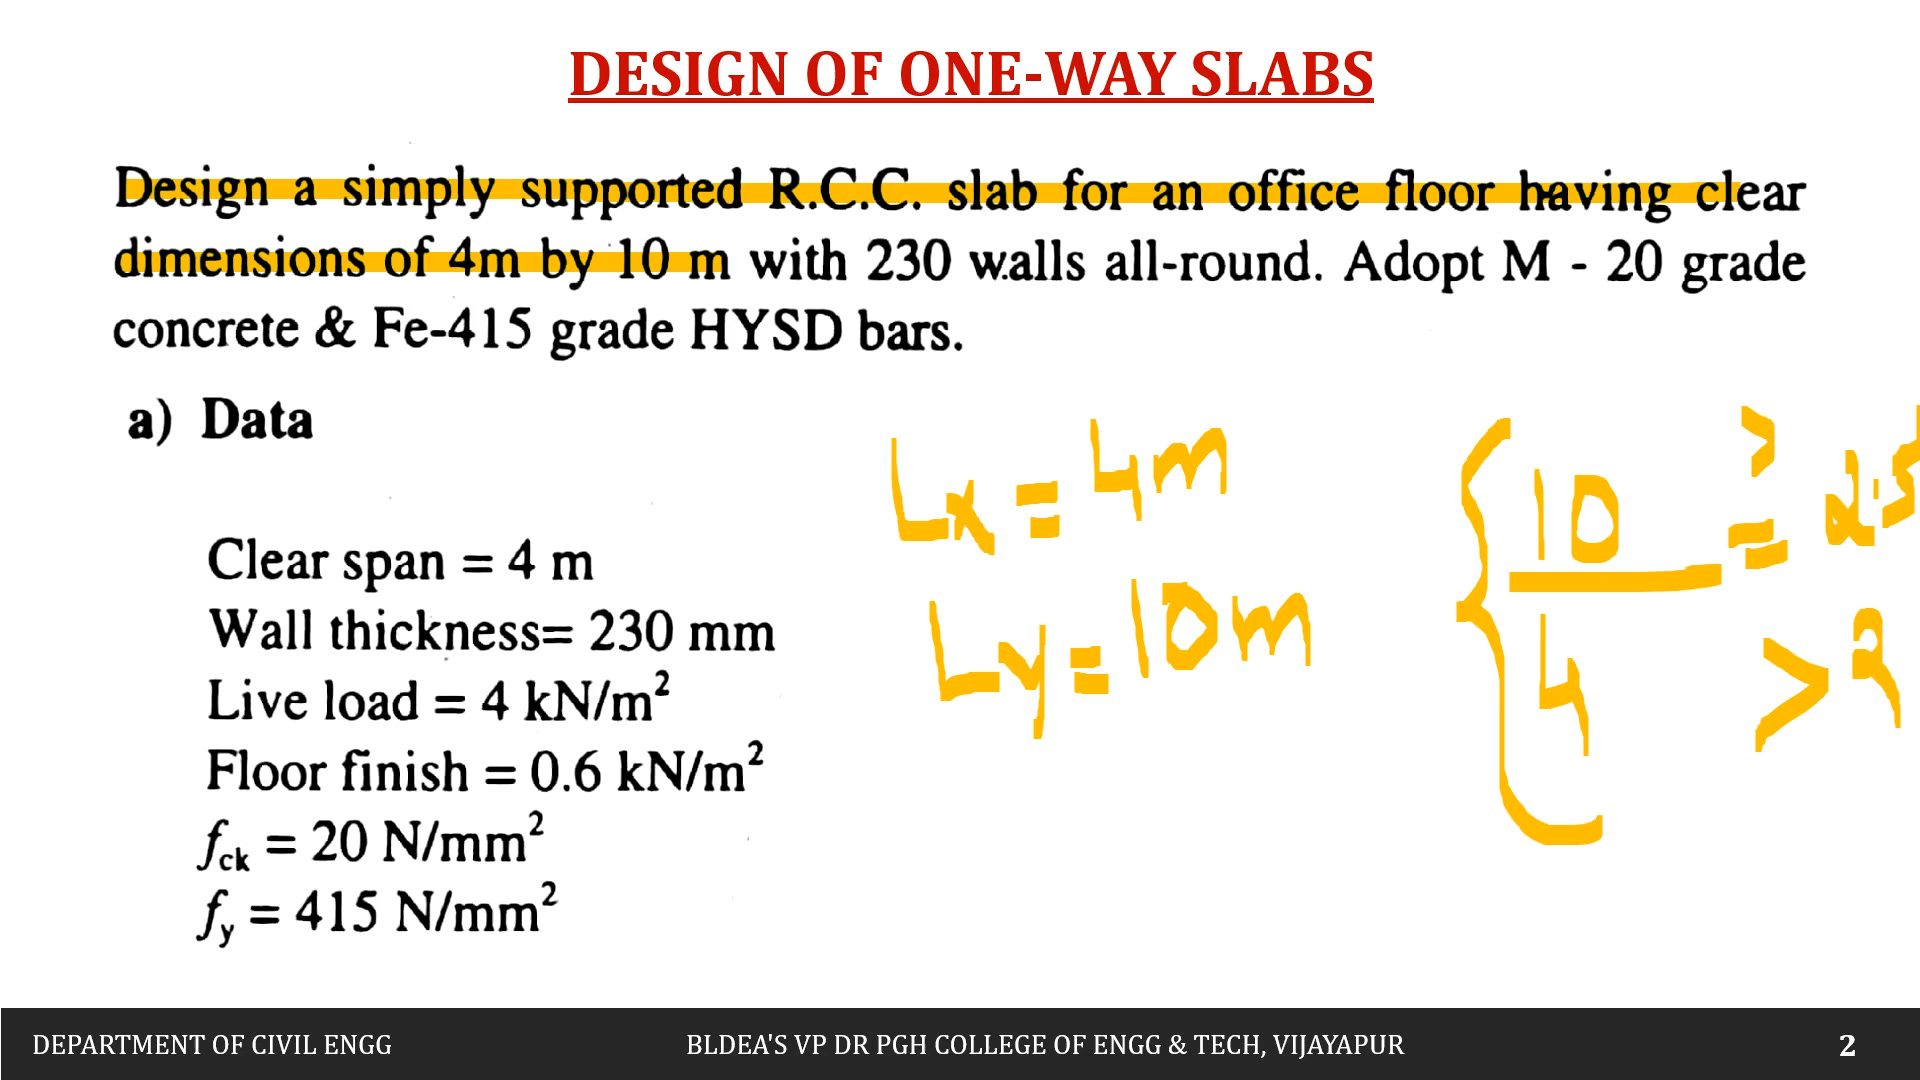 DESIGN OF ONE-WAY SLABS
Design a simply supported R.C.C. slab for an office floor having clear
dimensions of 4m by 10 m with 230 walls all-round. Adopt M - 20 grade
concrete & Fe-415 grade HYSD bars.
a) Data
Clear span = 4 m
Wall thickness= 230 mm
Live load = 4 kN/m²
Floor finish = 0.6 kN/m²
fck = 20 N/mm²
fy = 415 N/mm²
Lx = 4m
Ly = 10m
10
4
= 2.5
> 2
DEPARTMENT OF CIVIL ENGG
BLDEA'S VP DR PGH COLLEGE OF ENGG & TECH, VIJAYAPUR
2